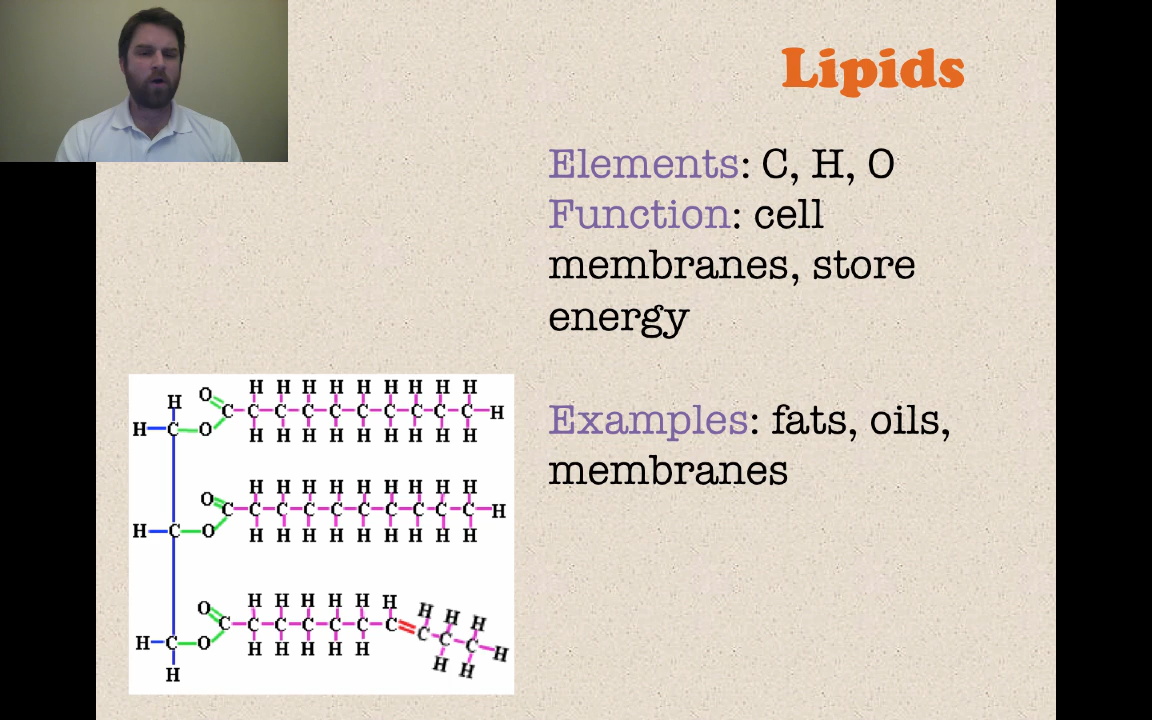 Lipids
Elements: C, H, O
Function: cell
membranes, store
energy
Examples: fats, oils,
membranes
H H H H H H H H H
H O
H C O C C C C C C C C C C H
H H H H H H H H H
H H H H H H H H H
O C C C C C C C C C C H
H C O
H H H H H H H H H
H H H H H H H H H
O C C C C C C C C C C H
H C O
H H H H H H H
H